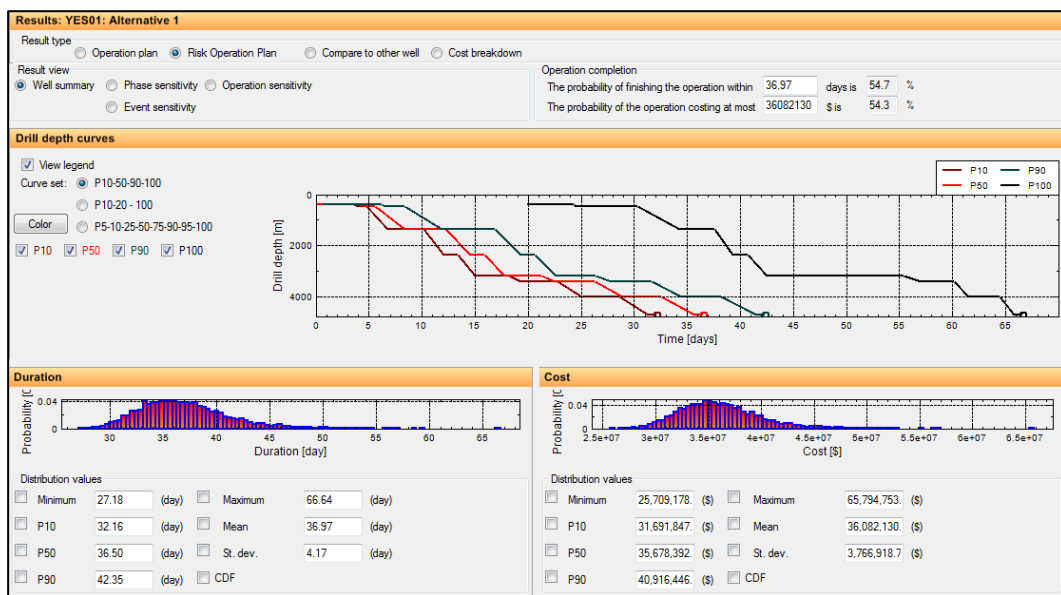 Results: YES01: Alternative 1
Result type
Operation plan Risk Operation Plan Compare to other well Cost breakdown
Result view
Well summary Phase sensitivity Operation sensitivity
Event sensitivity
Operation completion
The probability of finishing the operation within 36.97 days is 54.7 %
The probability of the operation costing at most 36082130 $ is 54.3 %
Drill depth curves
View legend
Curve set: P10-50-90-100
P10-20 - 100
Color P5-10-25-50-75-90-95-100
P10 P50 P90 P100
P10 P90
P50 P100
Drill depth [m]
0
2000
4000
0 5 10 15 20 25 30 35 40 45 50 55 60 65
Time [days]
Duration
Probability [
0.04
0
30 35 40 45 50 55 60 65
Duration [day]
Distribution values
Minimum 27.18 (day) Maximum 66.64 (day)
P10 32.16 (day) Mean 36.97 (day)
P50 36.50 (day) St. dev. 4.17 (day)
P90 42.35 (day) CDF
Cost
Probability [
0.04
0
2.5e+07 3e+07 3.5e+07 4e+07 4.5e+07 5e+07 5.5e+07 6e+07 6.5e+07
Cost [$]
Distribution values
Minimum 25,709,178. ($) Maximum 65,794,753. ($)
P10 31,691,847. ($) Mean 36,082,130. ($)
P50 35,678,392. ($) St. dev. 3,766,918.7 ($)
P90 40,916,446. ($) CDF